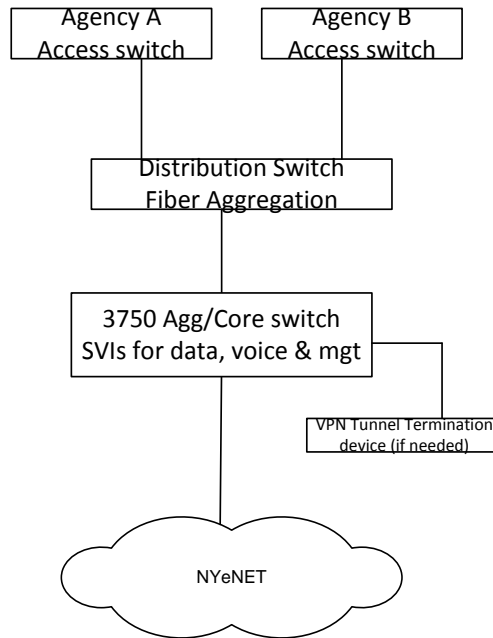 Agency A
Access switch
Agency B
Access switch
Distribution Switch
Fiber Aggregation
3750 Agg/Core switch
SVIs for data, voice & mgt
VPN Tunnel Termination
device (if needed)
NYeNET